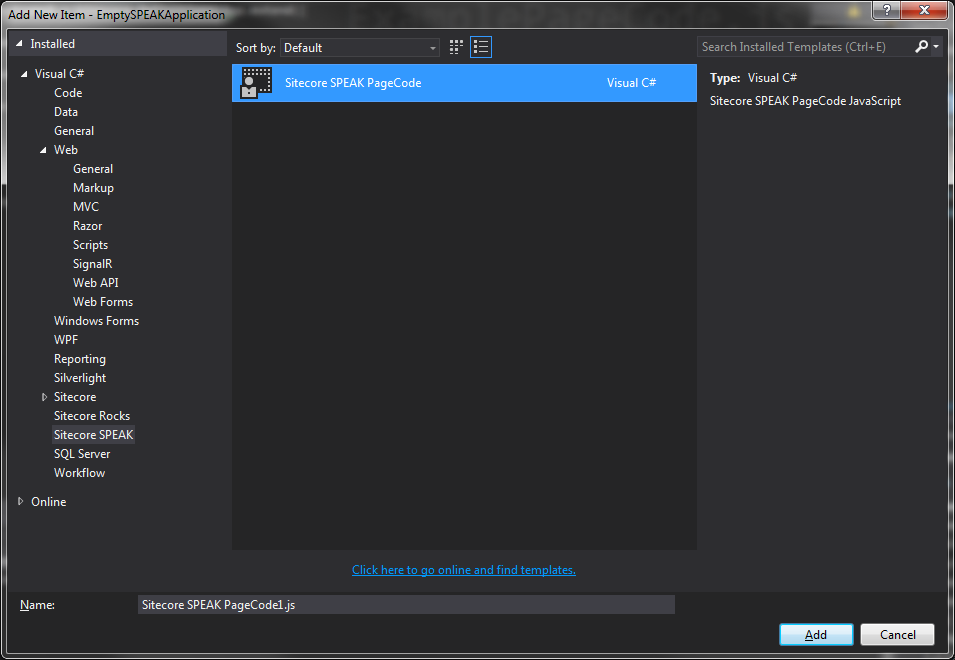 Add New Item - EmptySPEAKApplication
Installed
Sort by: Default
Search Installed Templates (Ctrl+E)
Visual C#
Code
Data
General
Web
General
Markup
MVC
Razor
Scripts
SignalR
Web API
Web Forms
Windows Forms
WPF
Reporting
Silverlight
Sitecore
Sitecore Rocks
Sitecore SPEAK
SQL Server
Workflow
Online
Sitecore SPEAK PageCode Visual C#
Type: Visual C#
Sitecore SPEAK PageCode JavaScript
Click here to go online and find templates.
Name: Sitecore SPEAK PageCode1.js
Add Cancel